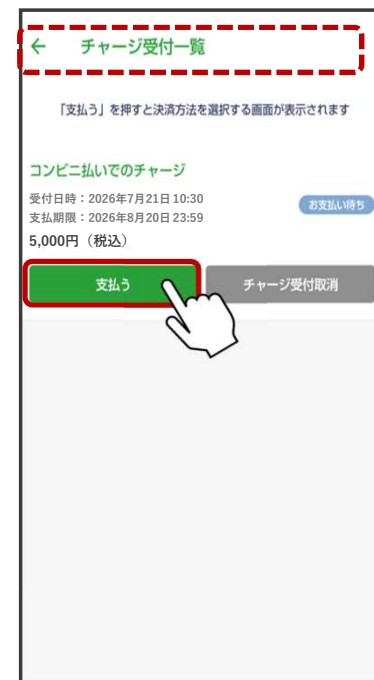 ← チャージ受付一覧
「支払う」を押すと決済方法を選択する画面が表示されます
コンビニ払いでのチャージ
受付日時：2026年7月21日 10:30
お支払い待ち
支払期限：2026年8月20日 23:59
5,000円（税込）
支払う
チャージ受付取消